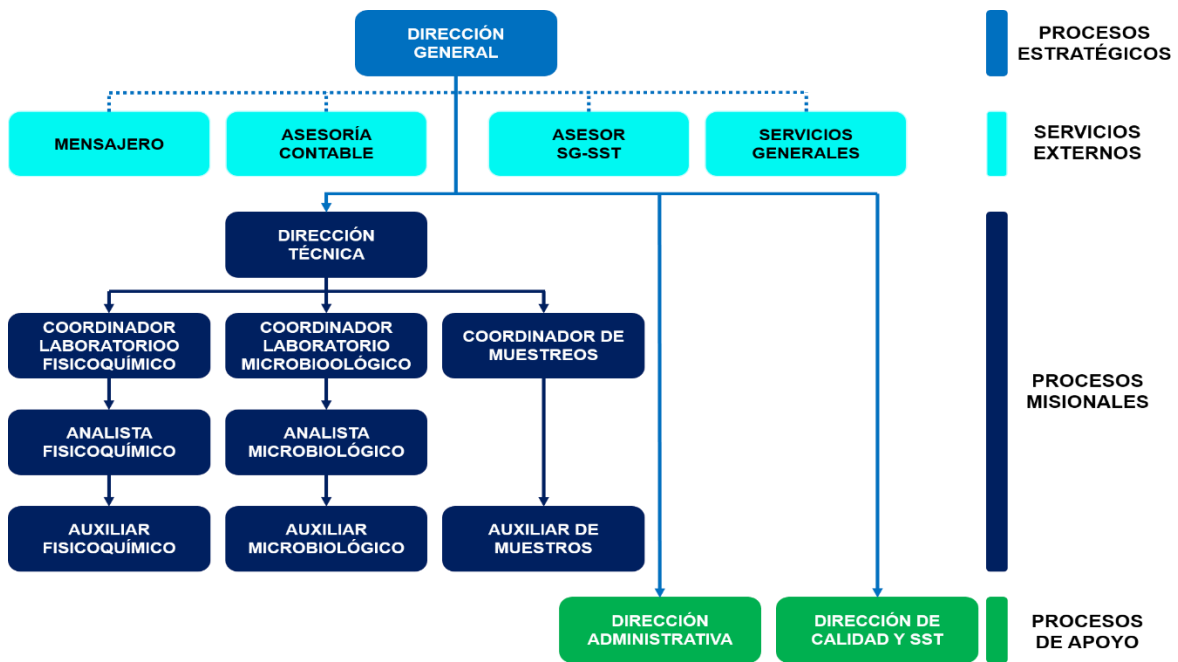 DIRECCIÓN
GENERAL
PROCESOS
ESTRATÉGICOS
MENSAJERO
ASESORÍA
CONTABLE
ASESOR
SG-SST
SERVICIOS
GENERALES
SERVICIOS
EXTERNOS
DIRECCIÓN
TÉCNICA
COORDINADOR
LABORATORIOO
FISICOQUÍMICO
COORDINADOR
LABORATORIO
MICROBIOOLÓGICO
COORDINADOR DE
MUESTREOS
PROCESOS
MISIONALES
ANALISTA
FISICOQUÍMICO
ANALISTA
MICROBIOLÓGICO
AUXILIAR
FISICOQUÍMICO
AUXILIAR
MICROBIOLÓGICO
AUXILIAR DE
MUESTROS
DIRECCIÓN
ADMINISTRATIVA
DIRECCIÓN DE
CALIDAD Y SST
PROCESOS
DE APOYO